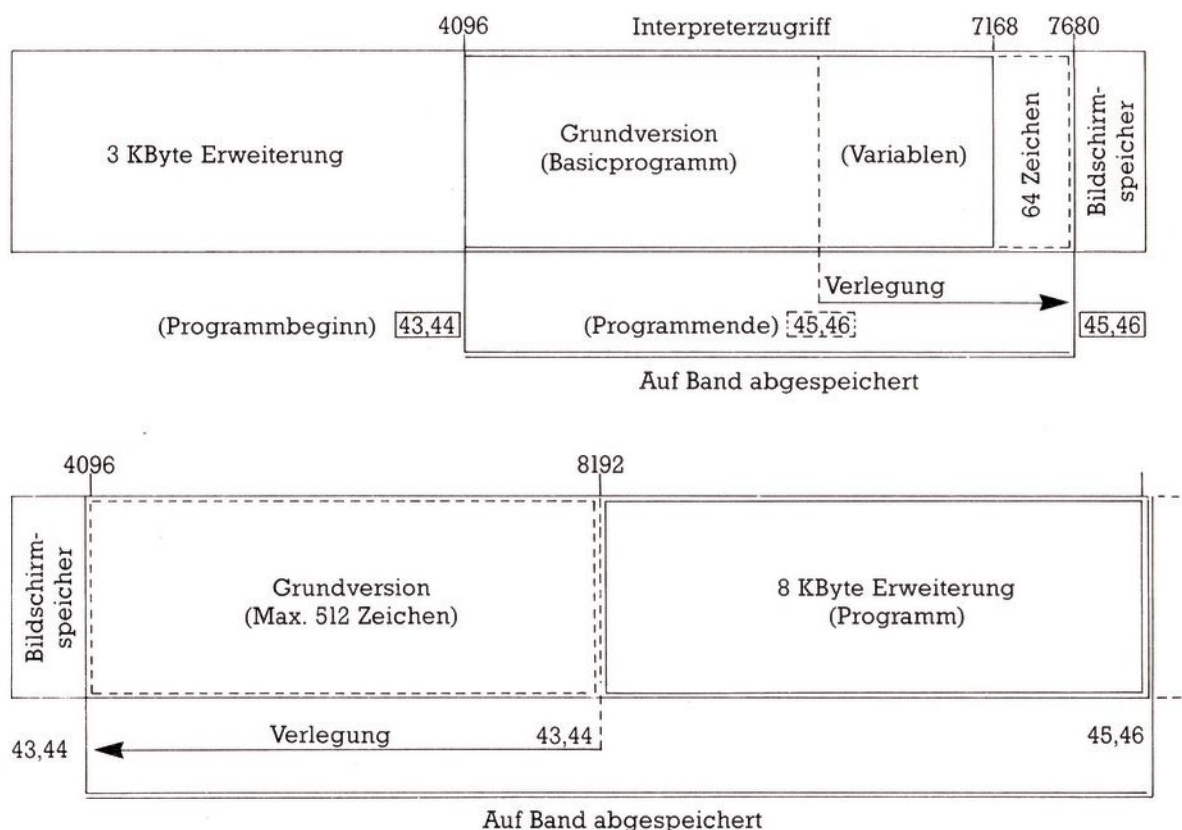 4096 Interpreterzugriff 7168 7680
3 KByte Erweiterung
Grundversion
(Basicprogramm)
(Variablen)
64 Zeichen
Bildschirm-
speicher
Verlegung
(Programmbeginn) 43,44 (Programmende) 45,46 45,46
Auf Band abgespeichert
4096 8192
Bildschirm-
speicher
Grundversion
(Max. 512 Zeichen)
8 KByte Erweiterung
(Programm)
43,44 Verlegung 43,44 45,46
Auf Band abgespeichert